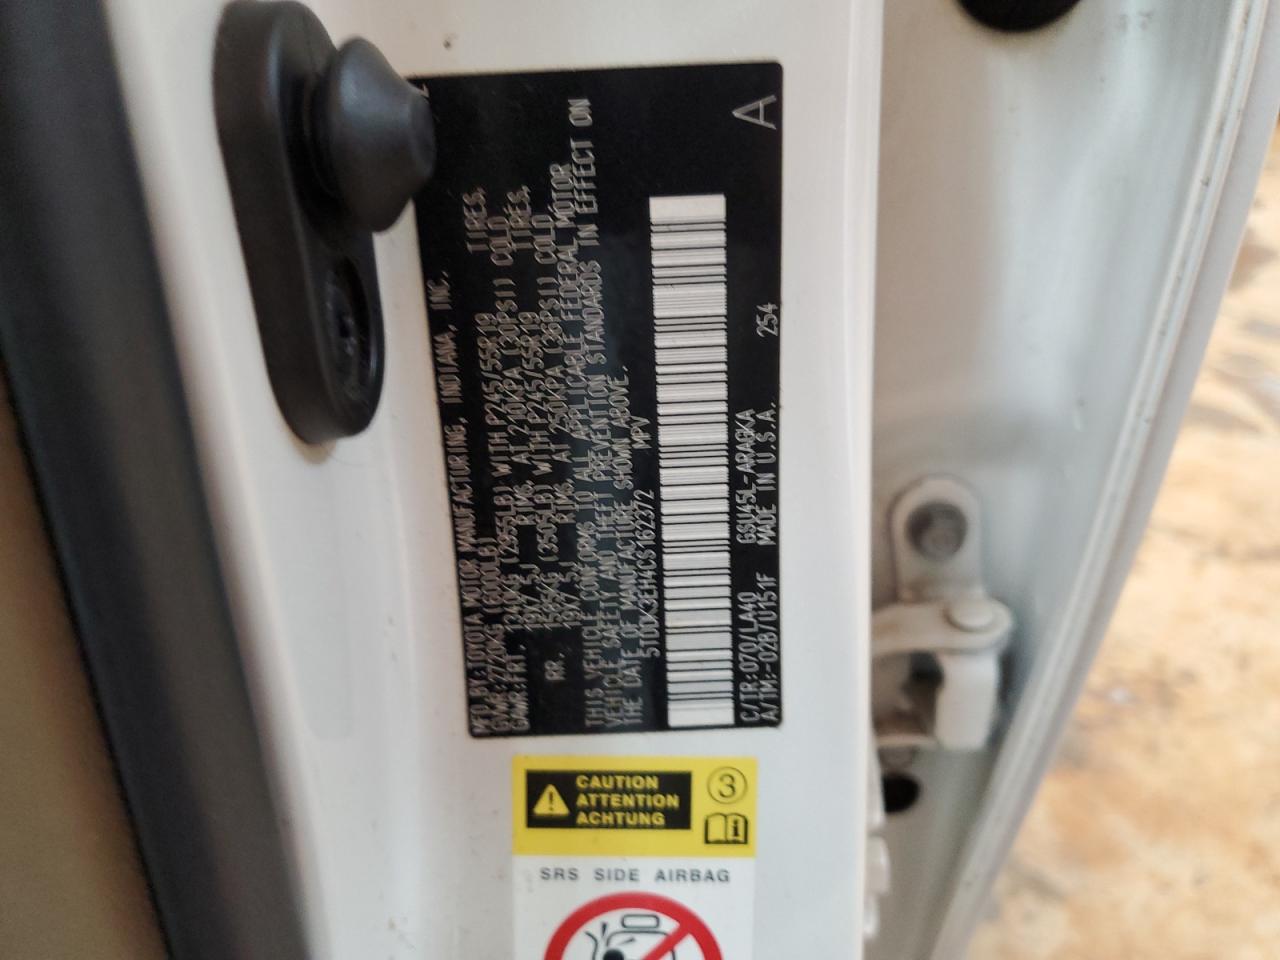 MFD.BY:TOYOTA MOTOR MANUFACTURING, INDIANA, INC.
GVWR:2720KG (6000LB)
GAWR:FRT. 1340KG (2955LB) WITH P245/55R19 TIRES,
19X7.5J RIMS, AT 210KPA (30PSI) COLD
RR. 1585KG (3505LB) WITH P245/55R19 TIRES,
19X7.5J RIMS, AT 250KPA (36PSI) COLD.
THIS VEHICLE CONFORMS TO ALL APPLICABLE FEDERAL MOTOR
VEHICLE SAFETY AND THEFT PREVENTION STANDARDS IN EFFECT ON
THE DATE OF MANUFACTURE SHOWN ABOVE.
5TDDK3EH4CS162372 MPV
C/TR:070/LA40 GSU45L-ARAGKA 254
A/TM:-02B/U151F MADE IN U.S.A.
A
CAUTION
ATTENTION
ACHTUNG
3
SRS SIDE AIRBAG